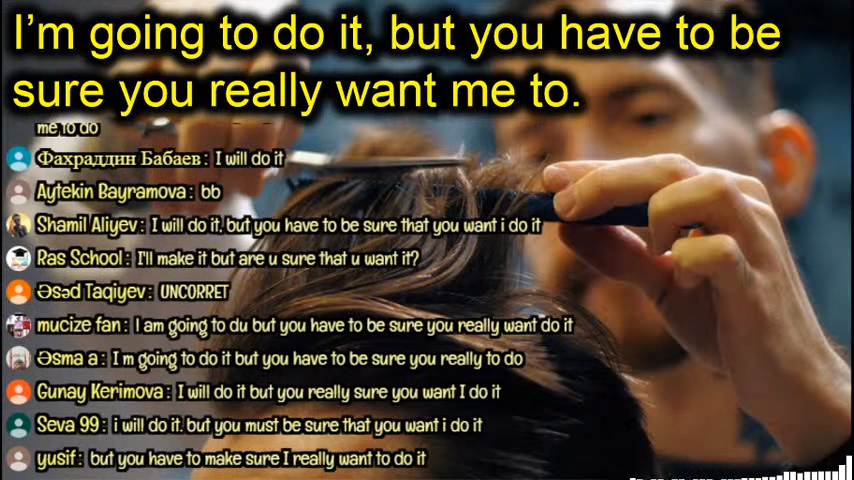 I'm going to do it, but you have to be
sure you really want me to.
me to do
Фахраддин Бабаев: I will do it
Aytekin Bayramova: bb
Shamil Aliyev: I will do it. but you have to be sure that you want i do it
Ras School: I'll make it but are u sure that u want it?
Əsəd Taqiyev: UNCORRET
mucize fan: I am going to du but you have to be sure you really want do it
Əsma a: I m going to do it but you have to be sure you really to do
Gunay Kerimova: I will do it but you really sure you want I do it
Seva 99: i will do it. but you must be sure that you want i do it
yusif: but you have to make sure I really want to do it